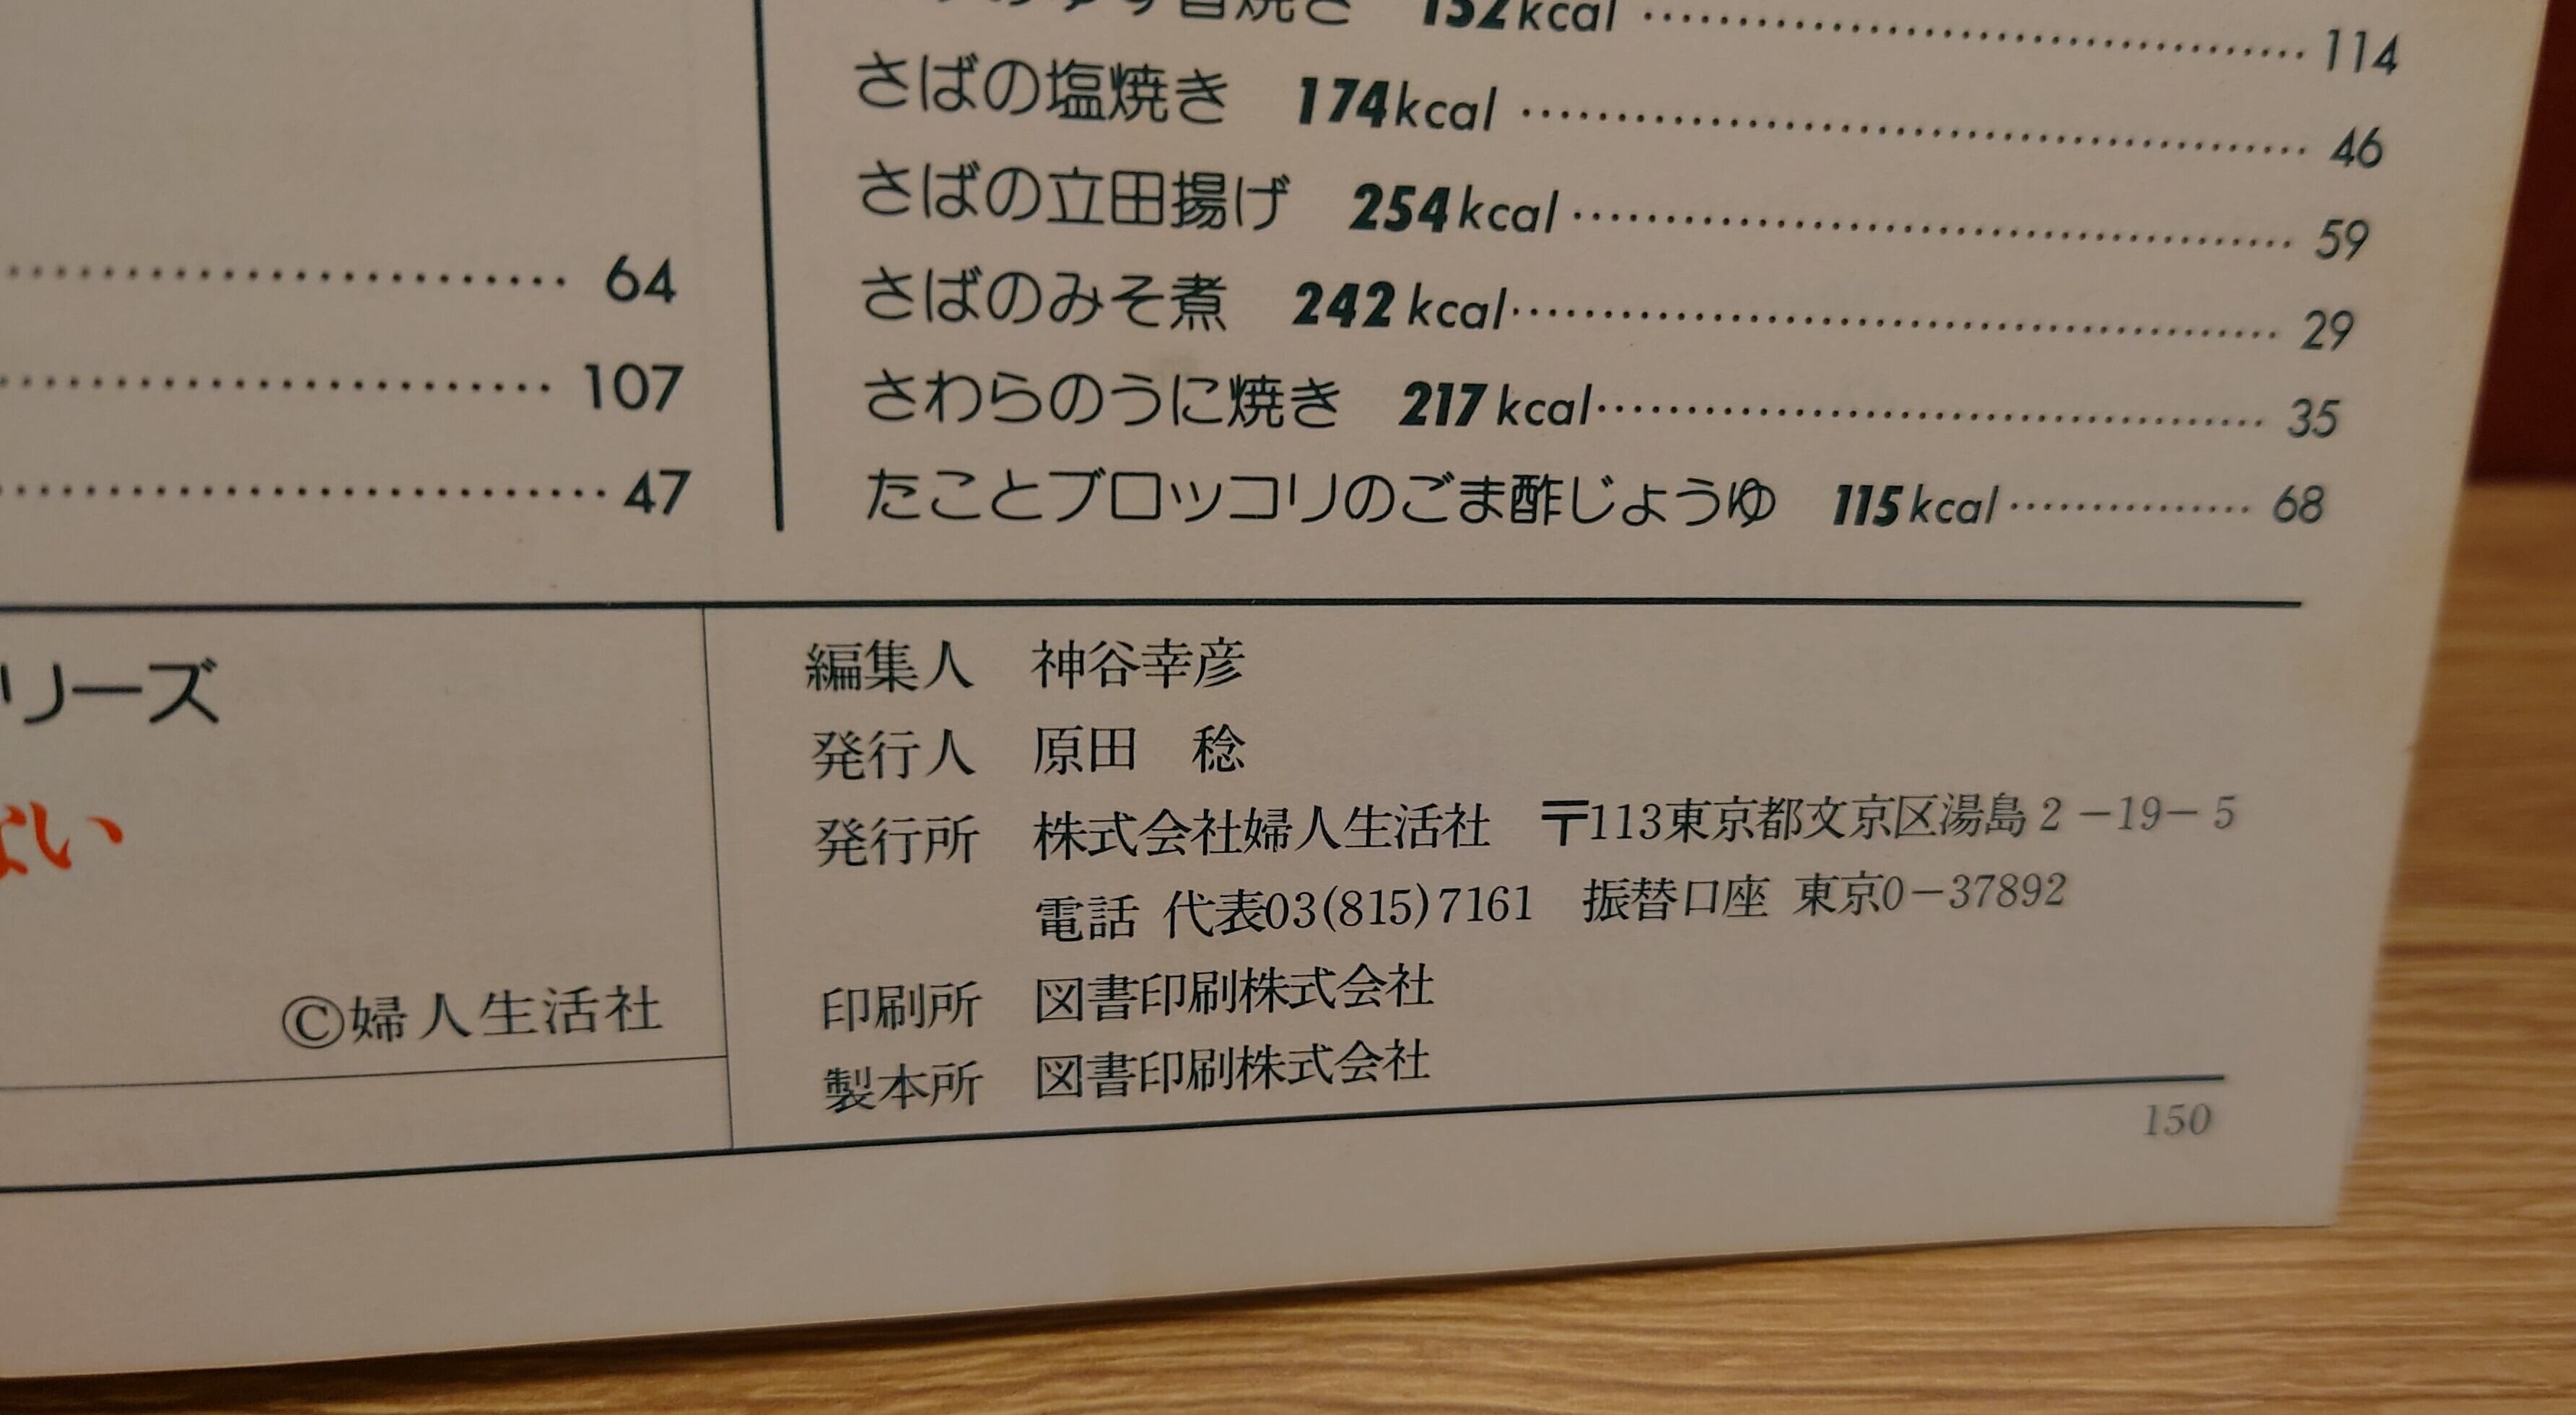 132kcal 114
さばの塩焼き 174kcal 46
さばの立田揚げ 254kcal 59
さばのみそ煮 242kcal 29
さわらのうに焼き 217kcal 35
たことブロッコリのごま酢じょうゆ 115kcal 68
64
107
47
リーズ
ない
©婦人生活社
編集人 神谷幸彦
発行人 原田 稔
発行所 株式会社婦人生活社 〒113東京都文京区湯島2-19-5
電話 代表03(815)7161 振替口座 東京0-37892
印刷所 図書印刷株式会社
製本所 図書印刷株式会社
150